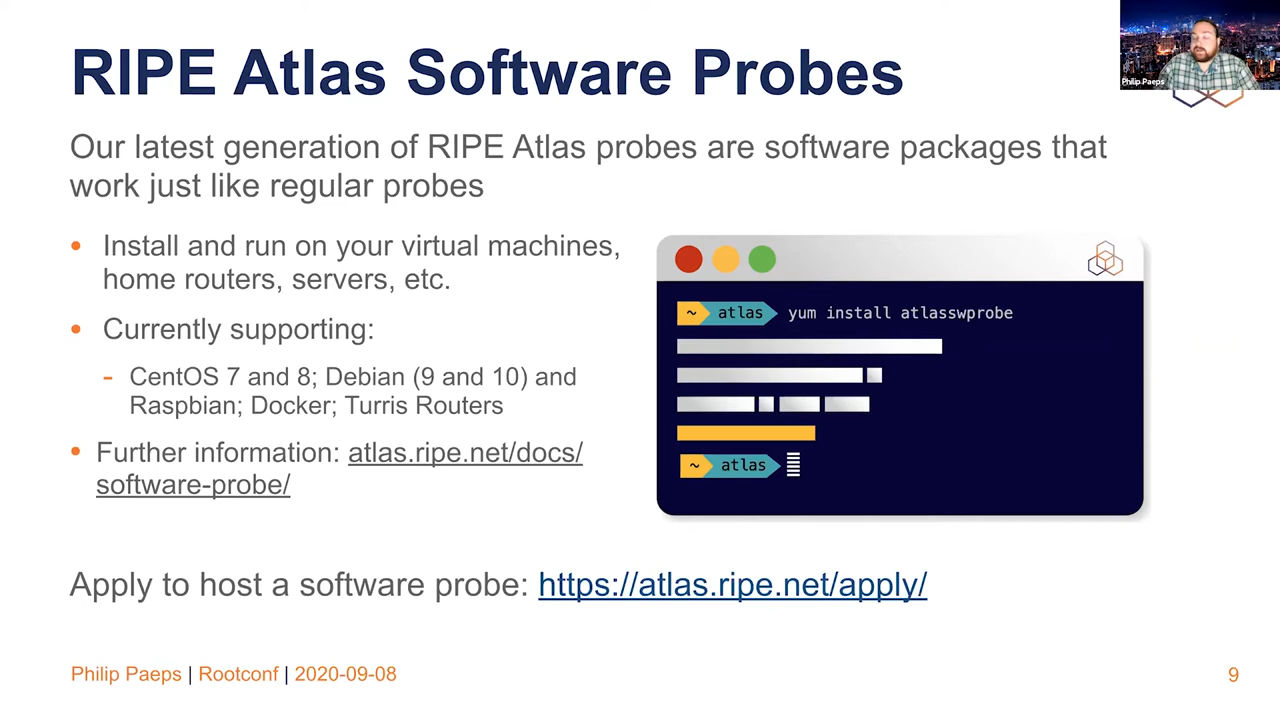 RIPE Atlas Software Probes
Philip Paeps
Our latest generation of RIPE Atlas probes are software packages that
work just like regular probes
• Install and run on your virtual machines,
home routers, servers, etc.
• Currently supporting:
- CentOS 7 and 8; Debian (9 and 10) and
Raspbian; Docker; Turris Routers
• Further information: atlas.ripe.net/docs/
software-probe/
~ atlas yum install atlasswprobe
~ atlas
Apply to host a software probe: https://atlas.ripe.net/apply/
Philip Paeps | Rootconf | 2020-09-08
9